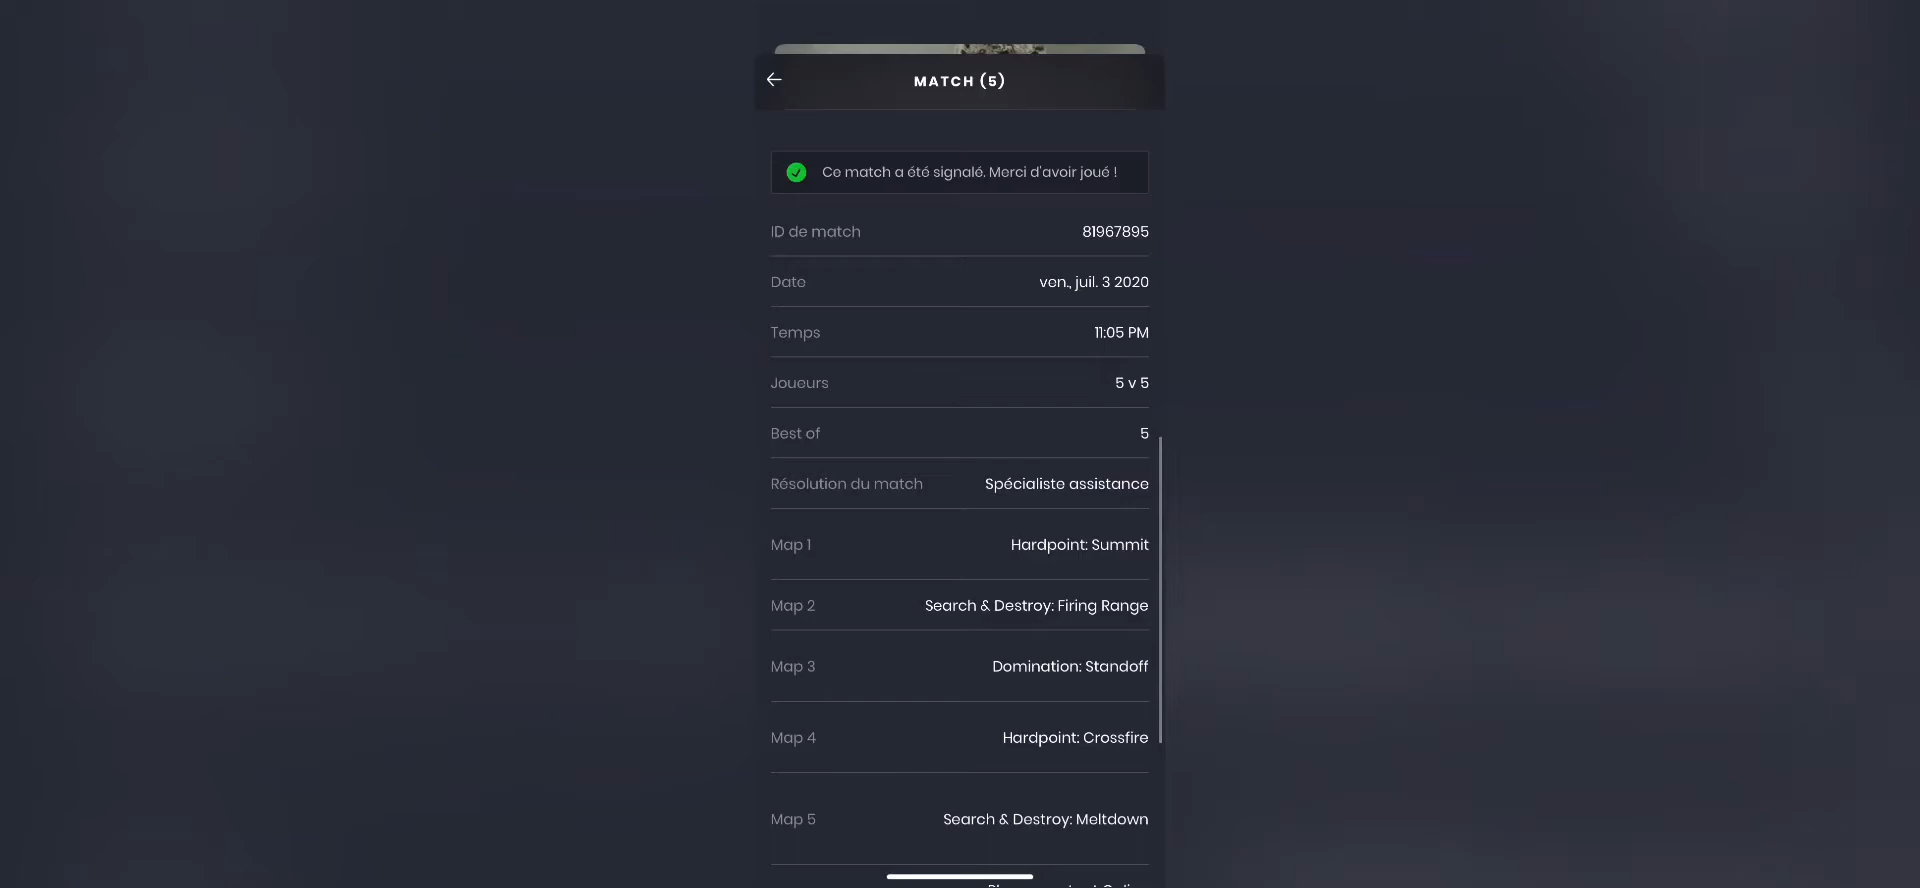 MATCH (5)
Ce match a été signalé. Merci d'avoir joué !
ID de match 81967895
Date ven., juil. 3 2020
Temps 11:05 PM
Joueurs 5 v 5
Best of 5
Résolution du match Spécialiste assistance
Map 1 Hardpoint: Summit
Map 2 Search & Destroy: Firing Range
Map 3 Domination: Standoff
Map 4 Hardpoint: Crossfire
Map 5 Search & Destroy: Meltdown